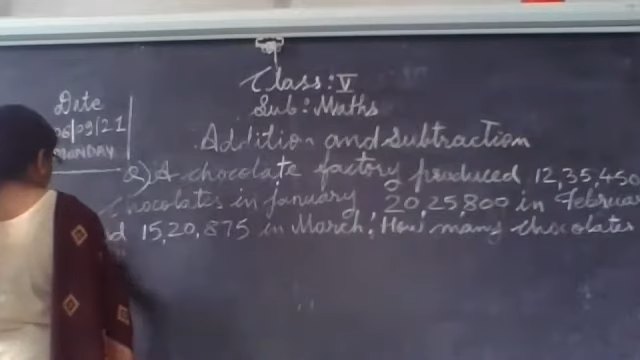 Class: V
Sub: Maths
Date
06/09/21
MONDAY
Addition and Subtraction
Q) A chocolate factory produced 12,35,450
chocolates in january 20,25,800 in
15,20,875 in March. How many chocolates